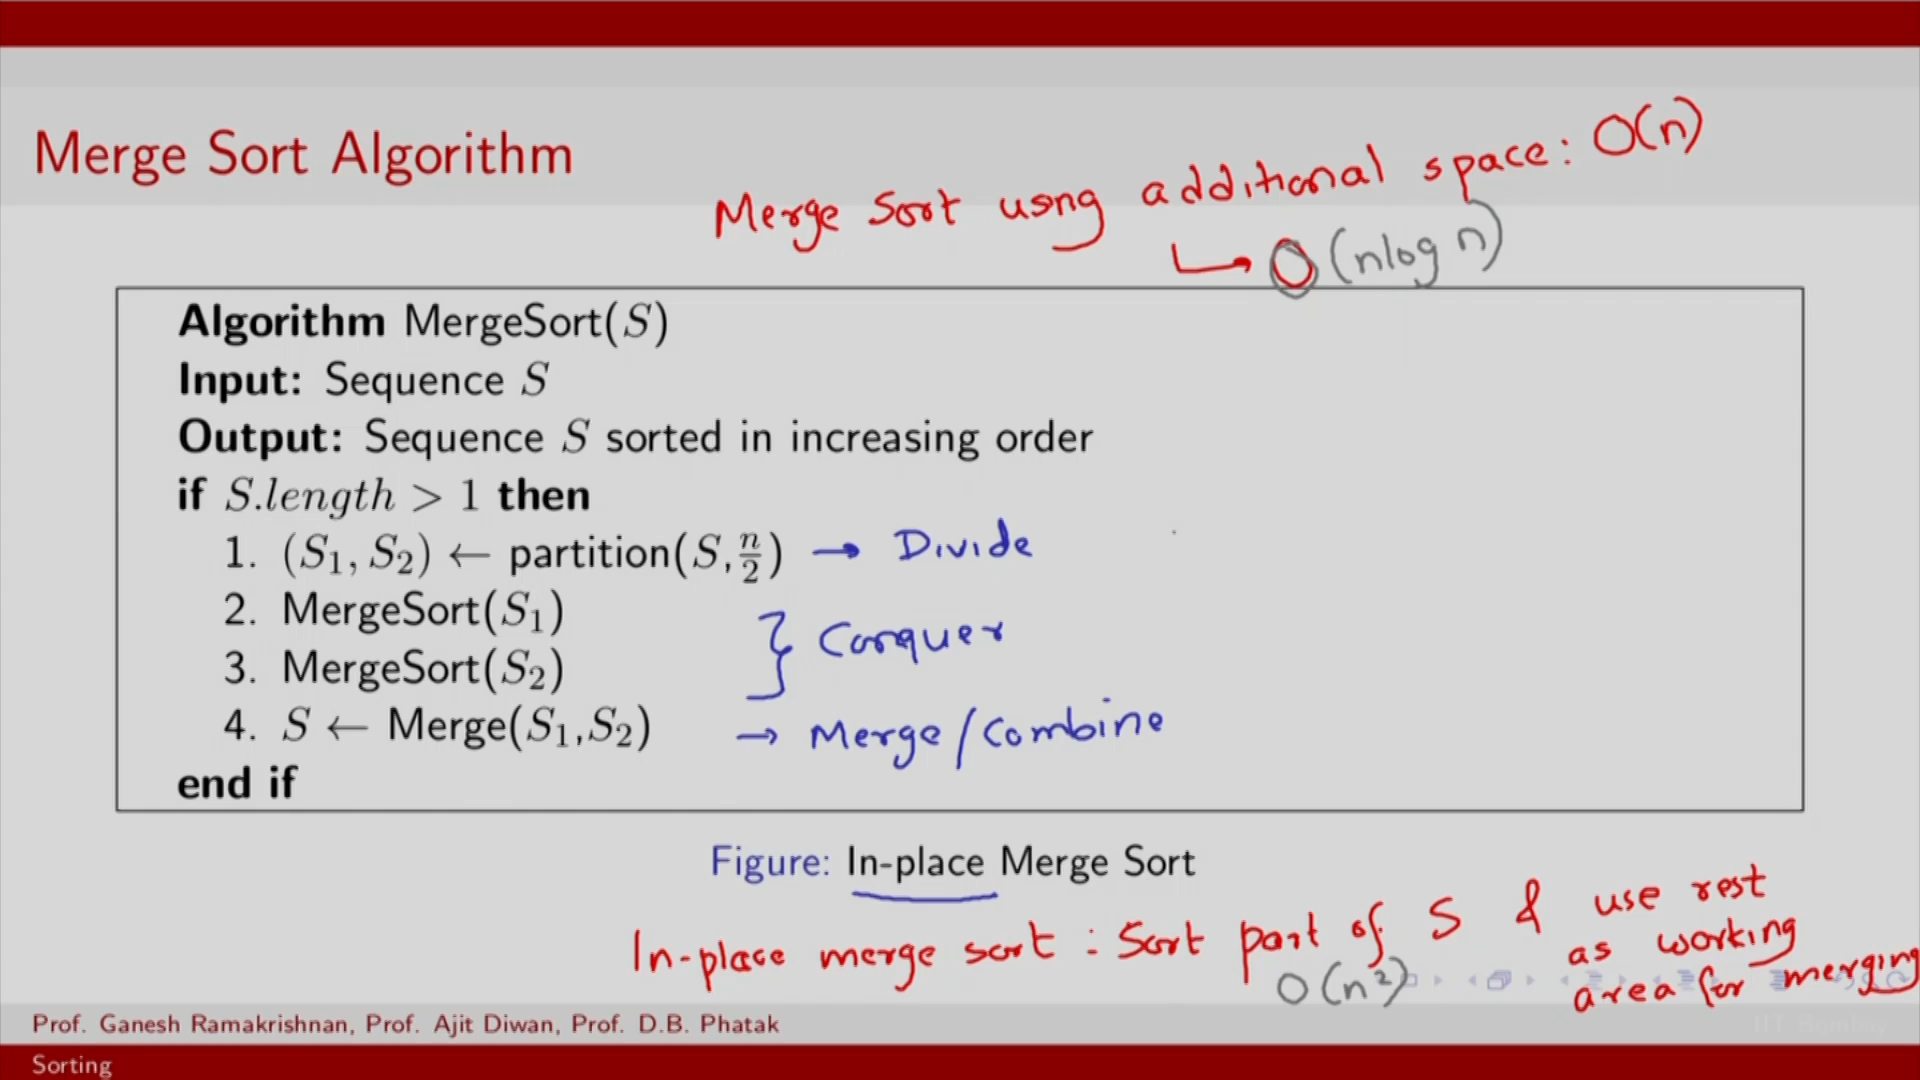 Merge Sort Algorithm
Merge Sort using additional space: O(n)
↳ O(nlog n)
Algorithm MergeSort(S)
Input: Sequence S
Output: Sequence S sorted in increasing order
if S.length > 1 then
1. (S₁, S₂) ← partition(S, n/2) → Divide
2. MergeSort(S₁)
} Conquer
3. MergeSort(S₂)
4. S ← Merge(S₁,S₂) → Merge/Combine
end if
Figure: In-place Merge Sort
In-place merge sort : Sort part of S & use rest
as working
area for merging
O(n²)
Prof. Ganesh Ramakrishnan, Prof. Ajit Diwan, Prof. D.B. Phatak
Sorting